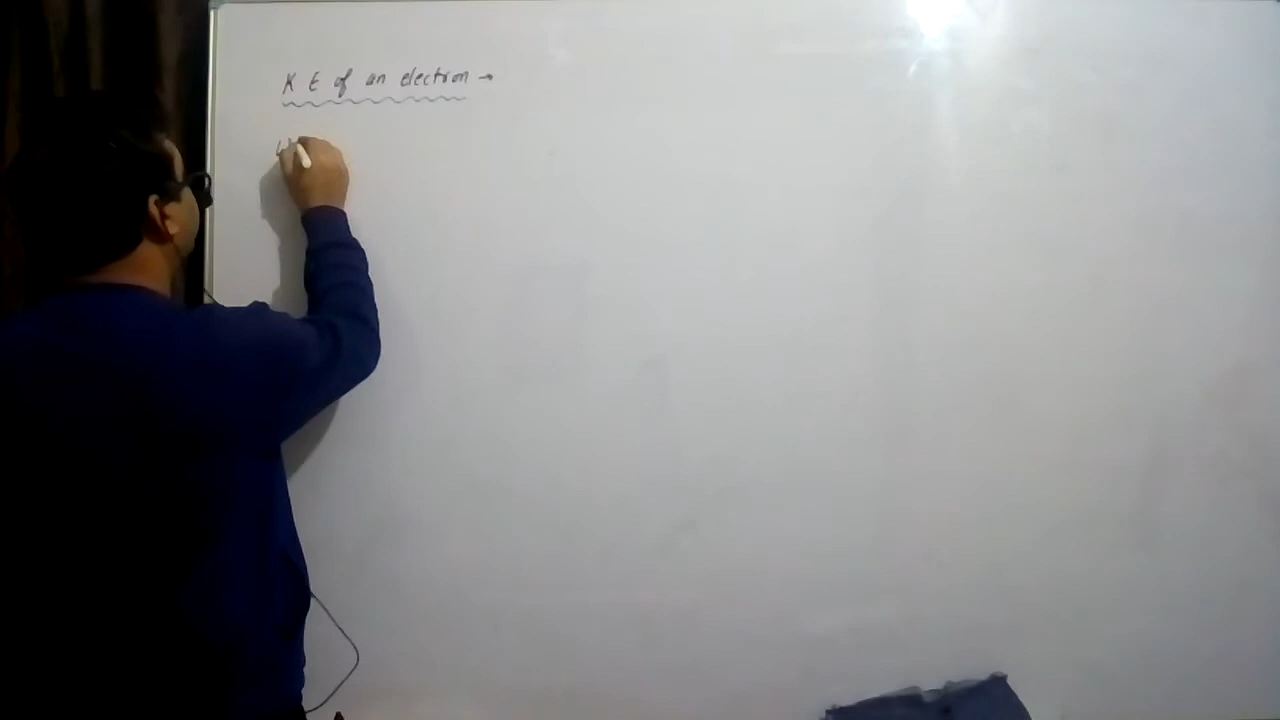 K E of an electron →